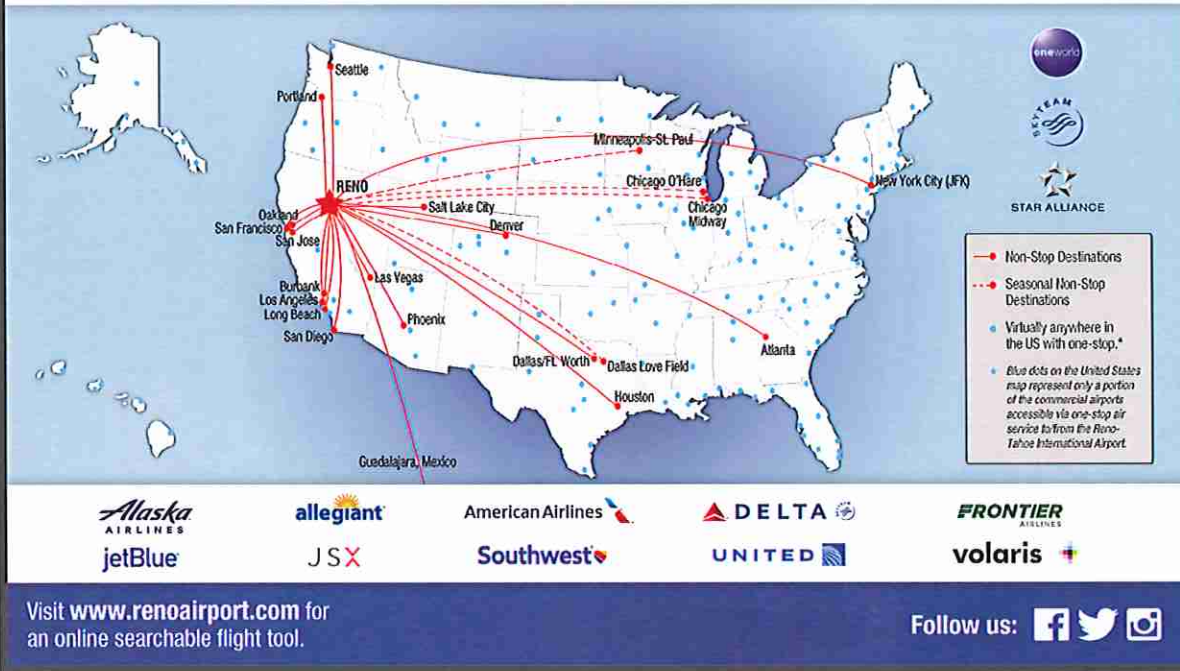 oneworld
SKYTEAM
STAR ALLIANCE
Seattle
Portland
Minneapolis-St. Paul
New York City (JFK)
RENO
Chicago O'Hare
Chicago
Midway
Salt Lake City
Oakland
San Francisco
San Jose
Denver
Las Vegas
Burbank
Los Angeles
Long Beach
San Diego
Phoenix
Dallas/Ft. Worth
Dallas Love Field
Atlanta
Houston
Guadalajara, Mexico
Non-Stop Destinations
Seasonal Non-Stop
Destinations
Virtually anywhere in
the US with one-stop.*
Blue dots on the United States
map represent only a portion
of the commercial airports
accessible via one-stop air
service to/from the Reno-
Tahoe International Airport.
Alaska
AIRLINES
allegiant
American Airlines
DELTA
FRONTIER
AIRLINES
jetBlue
JSX
Southwest
UNITED
volaris
Visit www.renoairport.com for
an online searchable flight tool.
Follow us: